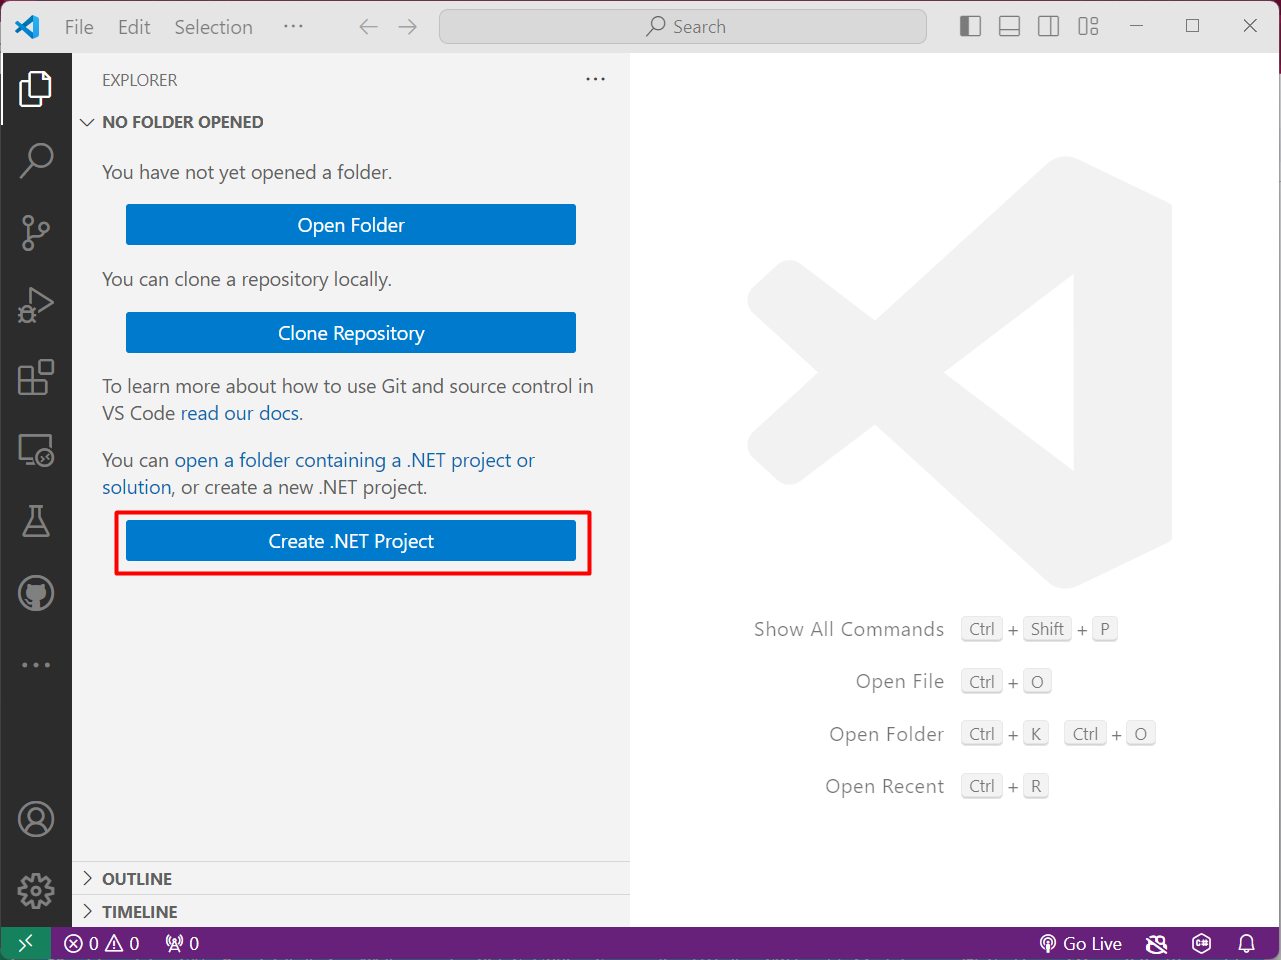 File Edit Selection ··· Search
EXPLORER ···
NO FOLDER OPENED
You have not yet opened a folder.
Open Folder
You can clone a repository locally.
Clone Repository
To learn more about how to use Git and source control in
VS Code read our docs.
You can open a folder containing a .NET project or
solution, or create a new .NET project.
Create .NET Project
Show All Commands Ctrl + Shift + P
Open File Ctrl + O
Open Folder Ctrl + K Ctrl + O
Open Recent Ctrl + R
OUTLINE
TIMELINE
0 0 0 Go Live C#